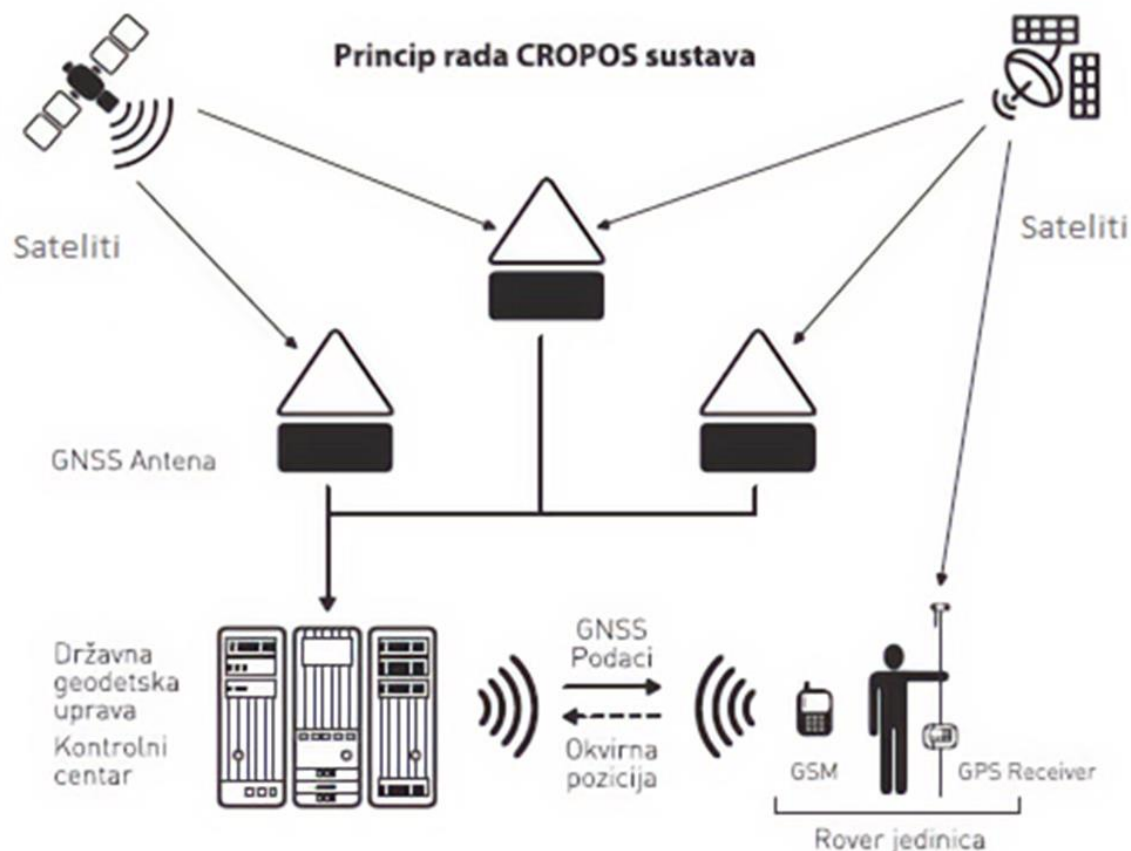 Princip rada CROPOS sustava
Sateliti
Sateliti
GNSS Antena
Državna
geodetska
uprava
Kontrolni
centar
GNSS
Podaci
Okvirna
pozicija
GSM
GPS Receiver
Rover jedinica